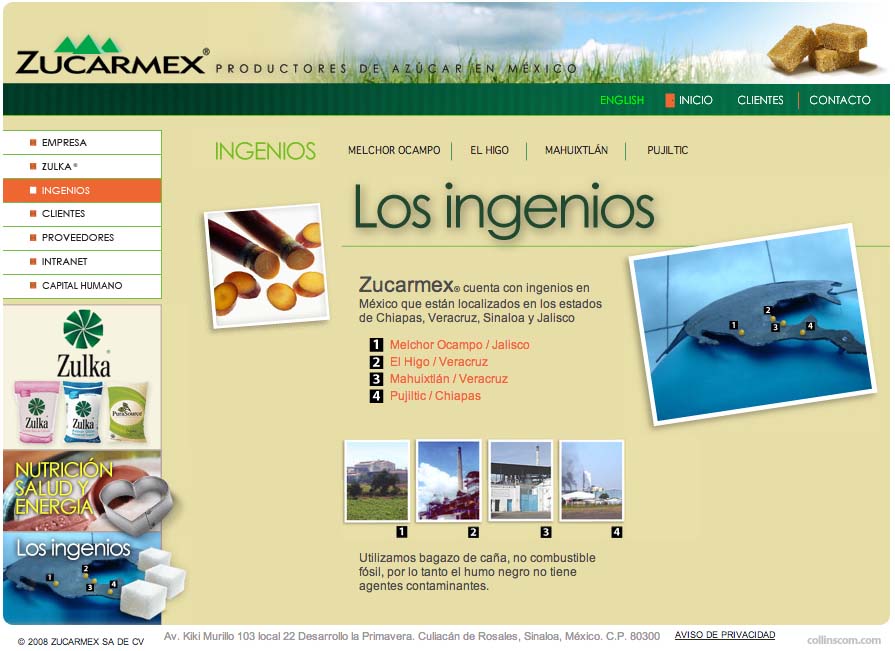 ZUCARMEX® PRODUCTORES DE AZÚCAR EN MÉXICO
ENGLISH INICIO CLIENTES CONTACTO
EMPRESA
ZULKA®
INGENIOS
CLIENTES
PROVEEDORES
INTRANET
CAPITAL HUMANO
INGENIOS MELCHOR OCAMPO EL HIGO MAHUIXTLÁN PUJILTIC
Los ingenios
Zucarmex® cuenta con ingenios en
México que están localizados en los estados
de Chiapas, Veracruz, Sinaloa y Jalisco
1 Melchor Ocampo / Jalisco
2 El Higo / Veracruz
3 Mahuixtlán / Veracruz
4 Pujiltic / Chiapas
1 2 3 4
1 2 3 4
Utilizamos bagazo de caña, no combustible
fósil, por lo tanto el humo negro no tiene
agentes contaminantes.
Zulka®
Zulka Zulka PuraSource
NUTRICIÓN
SALUD Y
ENERGÍA
Los ingenios
1 2 3 4
© 2008 ZUCARMEX SA DE CV
Av. Kiki Murillo 103 local 22 Desarrollo la Primavera. Culiacán de Rosales, Sinaloa, México. C.P. 80300
AVISO DE PRIVACIDAD
collinscom.com